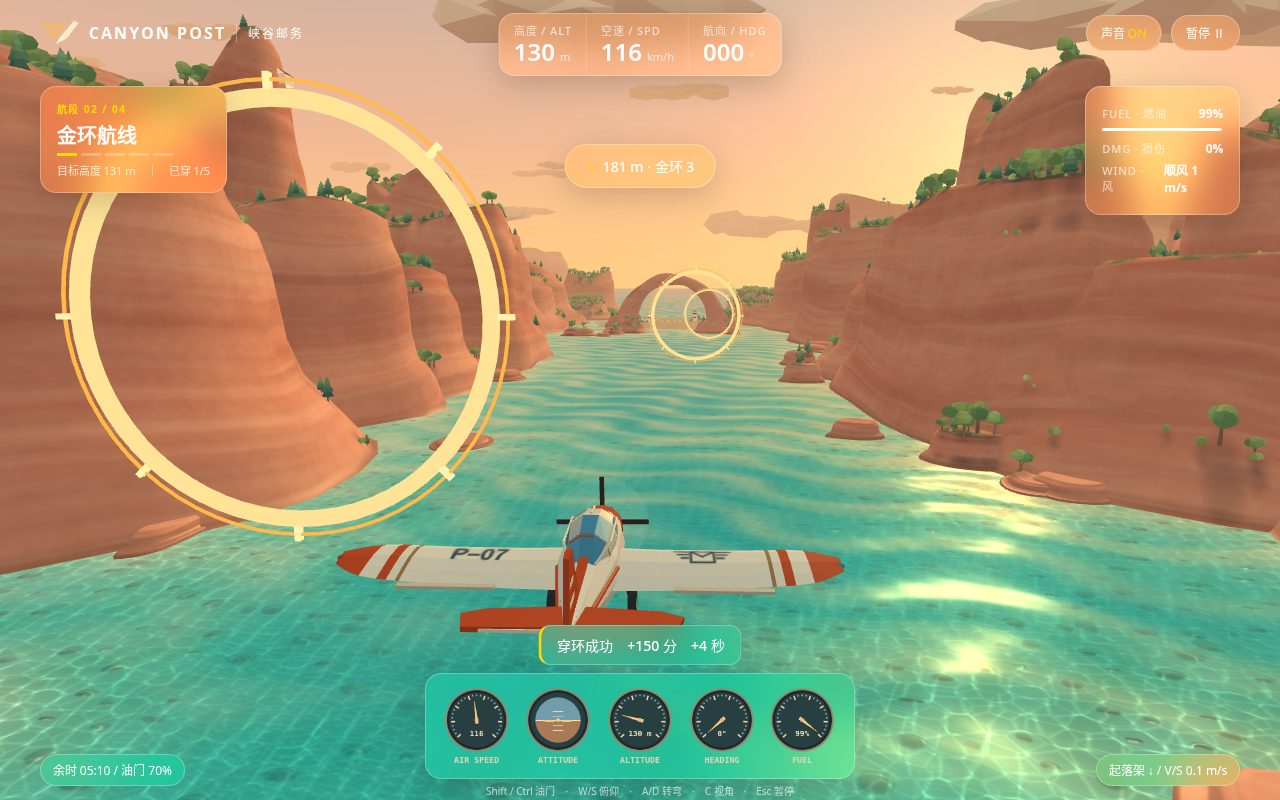 CANYON POST | 峡谷邮务
高度 / ALT
130 m
空速 / SPD
116 km/h
航向 / HDG
000 °
声音 ON
暂停 II
航段 02 / 04
金环航线
目标高度 131 m | 已穿 1/5
181 m · 金环 3
FUEL · 燃油 99%
DMG · 损伤 0%
WIND · 风 顺风 1 m/s
P-07
穿环成功 +150 分 +4 秒
116
130 m
0°
99%
AIR SPEED
ATTITUDE
ALTITUDE
HEADING
FUEL
余时 05:10 / 油门 70%
起落架 ↓ / V/S 0.1 m/s
Shift / Ctrl 油门 · W/S 俯仰 · A/D 转弯 · C 视角 · Esc 暂停